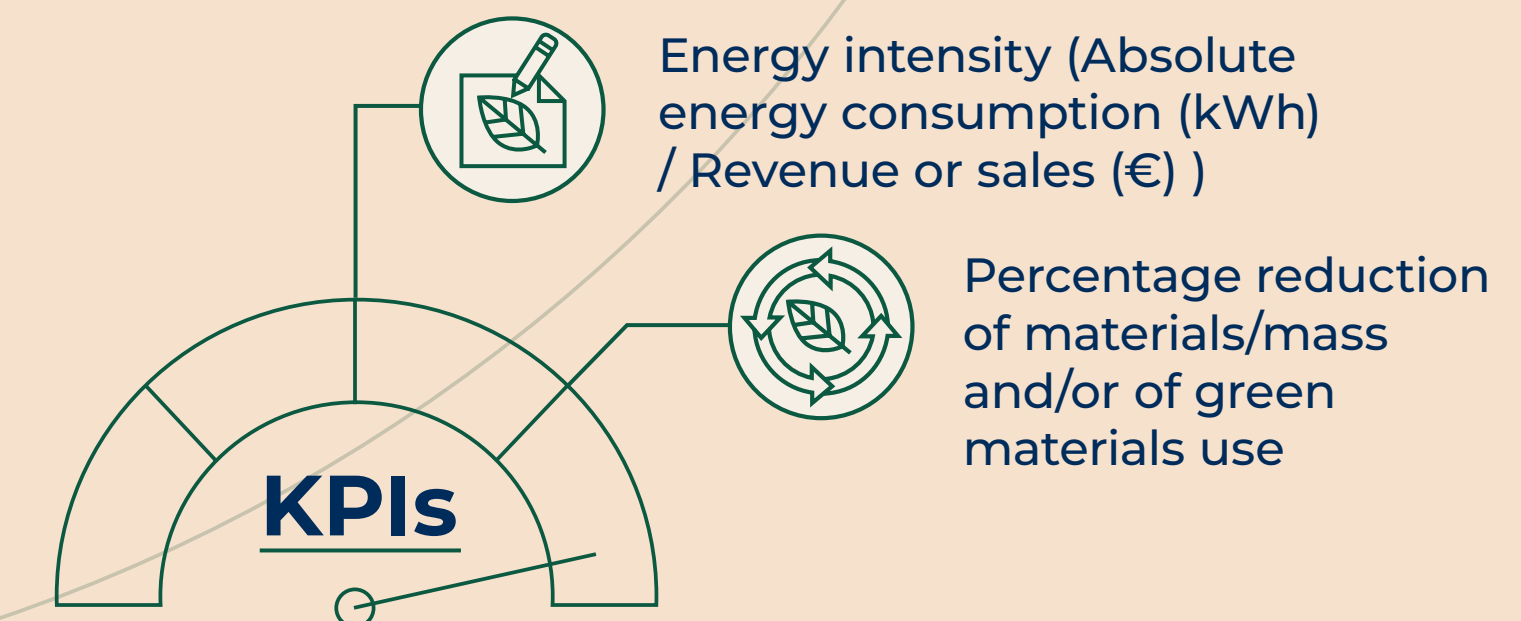 Energy intensity (Absolute
energy consumption (kWh)
/ Revenue or sales (€) )
Percentage reduction
of materials/mass
and/or of green
materials use
KPIs